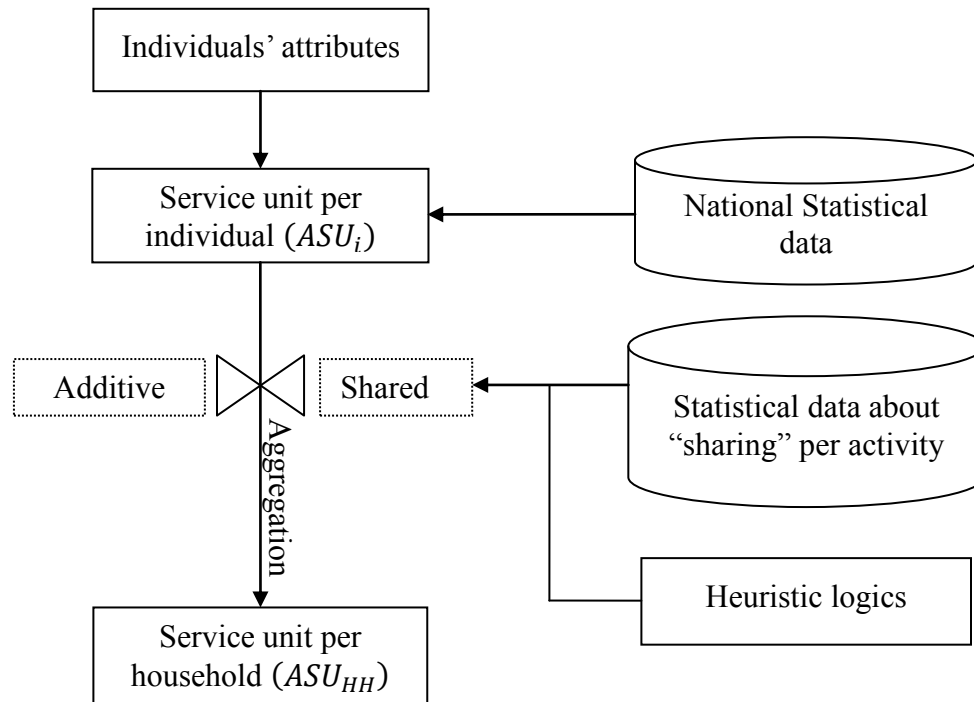 Individuals’ attributes
Service unit per
individual (ASUᵢ)
National Statistical
data
Additive
Shared
Statistical data about
“sharing” per activity
Aggregation
Heuristic logics
Service unit per
household (ASU_HH)